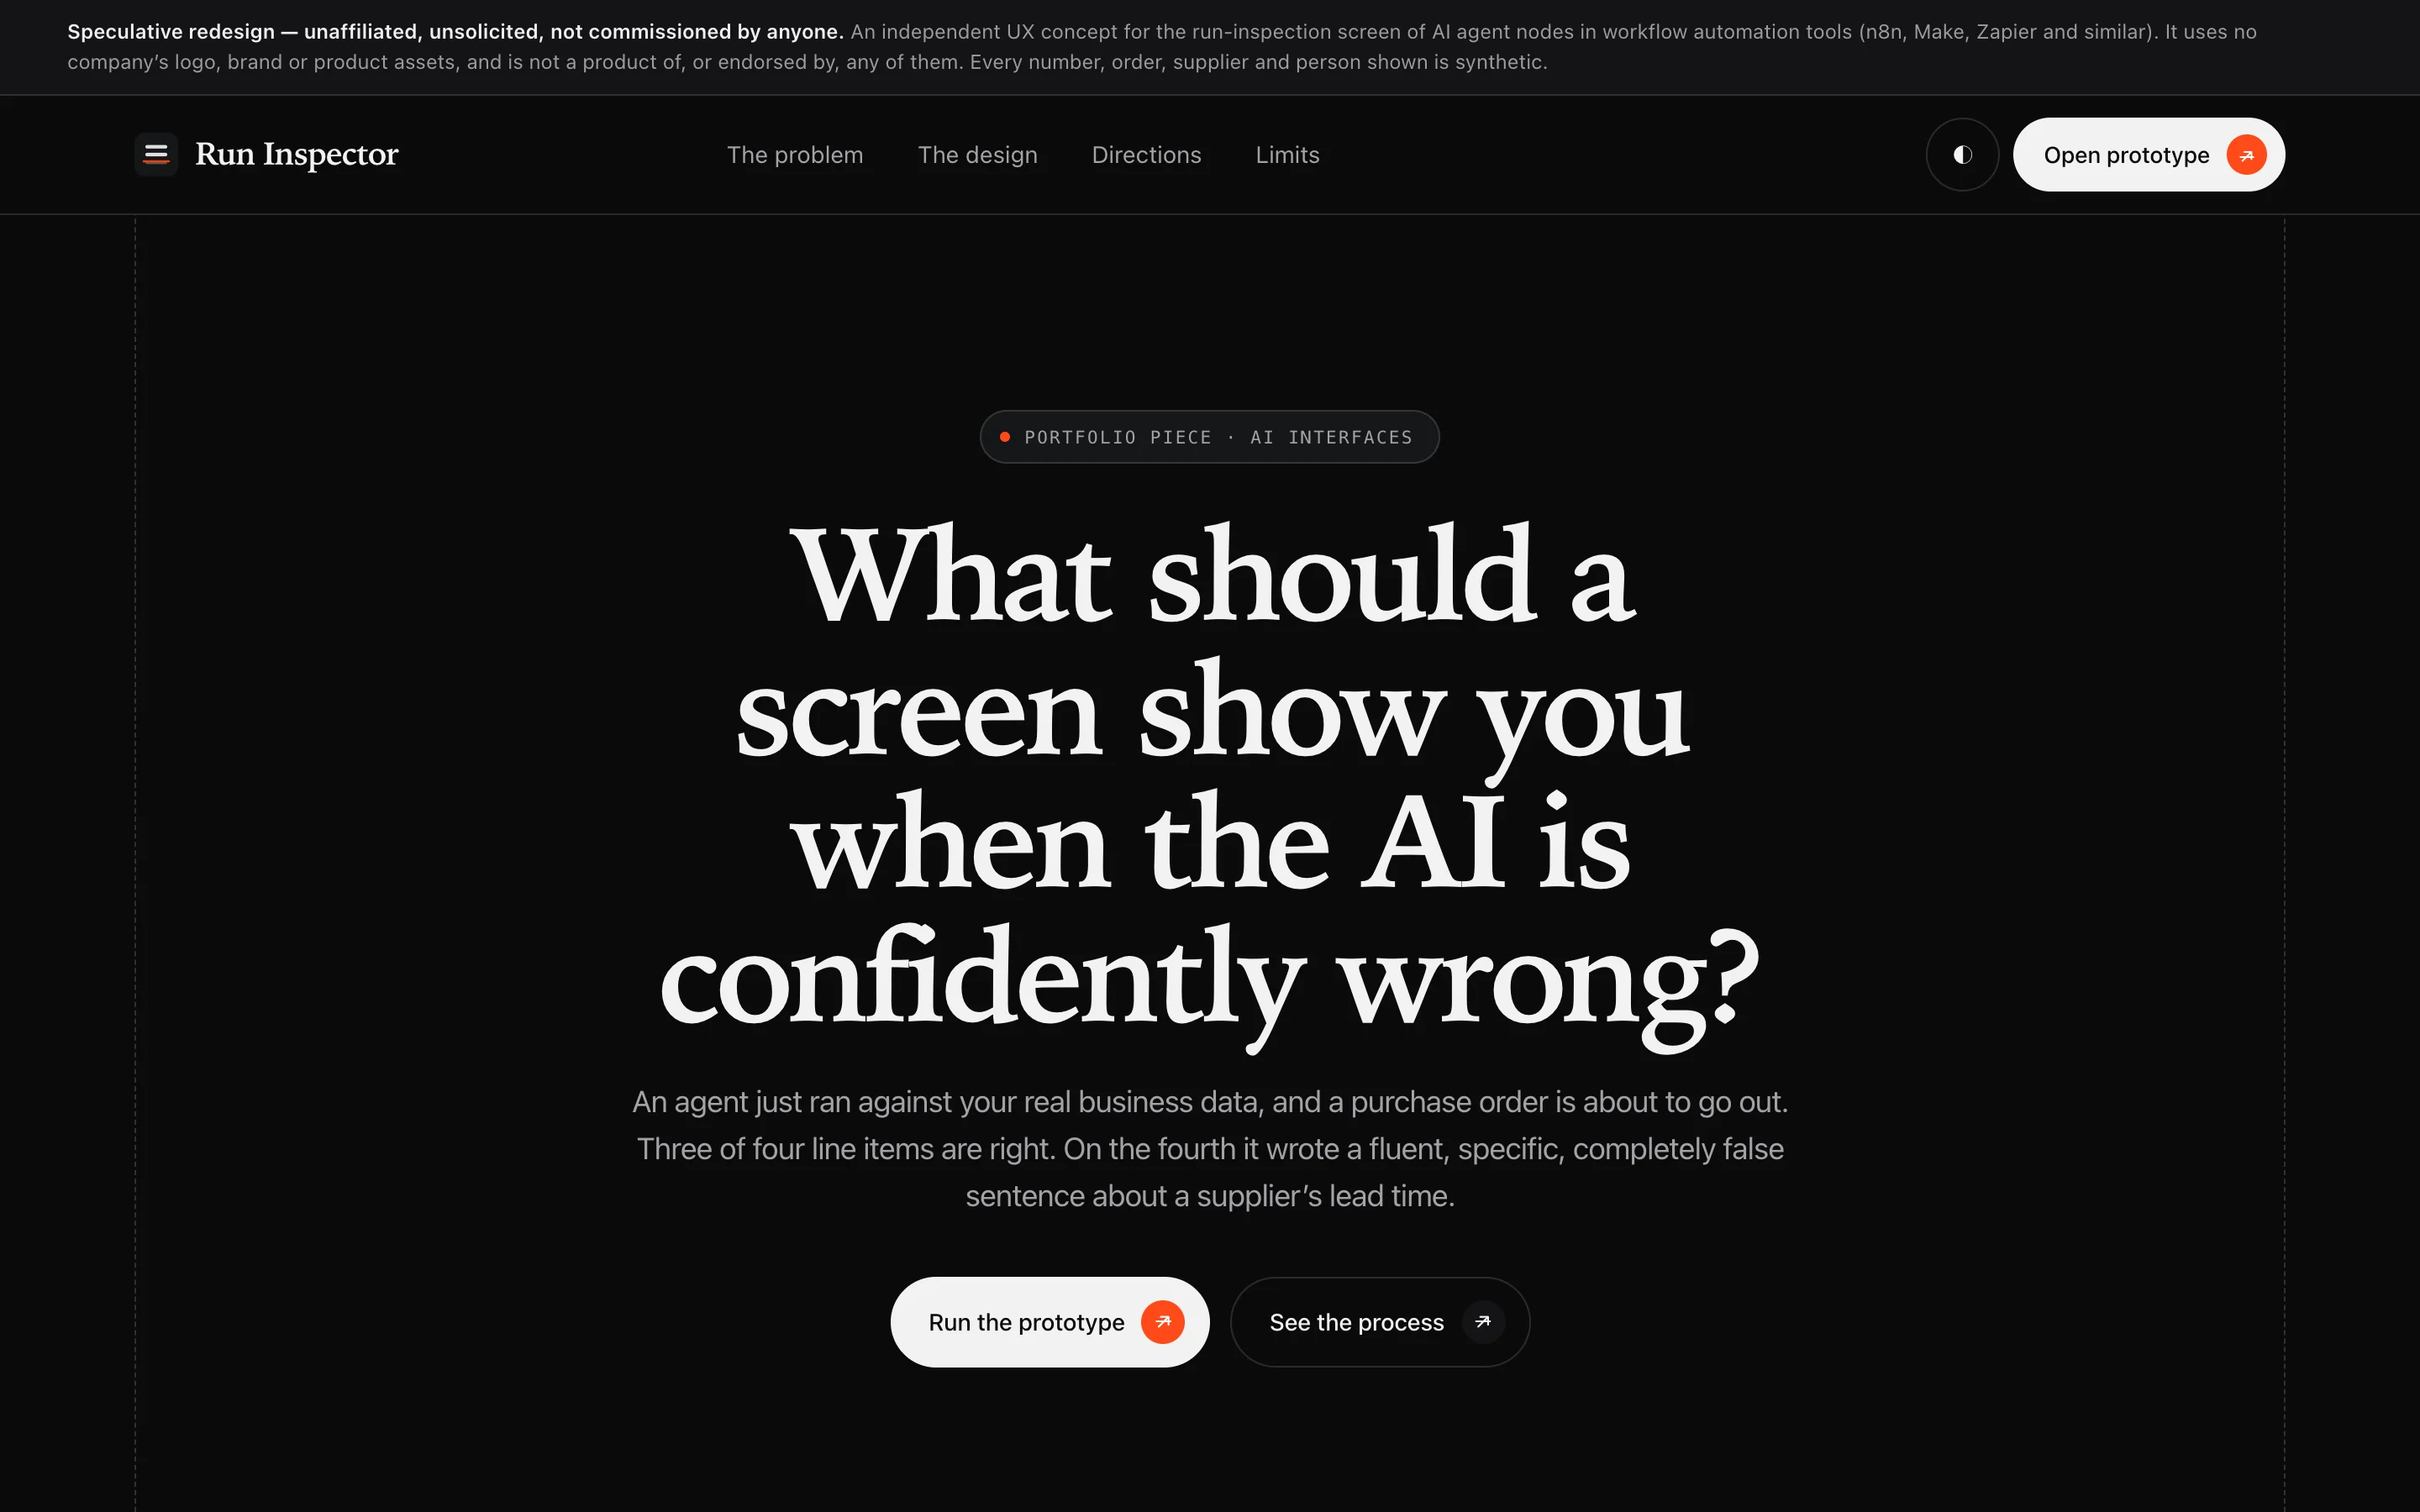 Speculative redesign — unaffiliated, unsolicited, not commissioned by anyone. An independent UX concept for the run-inspection screen of AI agent nodes in workflow automation tools (n8n, Make, Zapier and similar). It uses no
company’s logo, brand or product assets, and is not a product of, or endorsed by, any of them. Every number, order, supplier and person shown is synthetic.
Run Inspector
The problem
The design
Directions
Limits
Open prototype
PORTFOLIO PIECE · AI INTERFACES
What should a
screen show you
when the AI is
confidently wrong?
An agent just ran against your real business data, and a purchase order is about to go out.
Three of four line items are right. On the fourth it wrote a fluent, specific, completely false
sentence about a supplier’s lead time.
Run the prototype
See the process